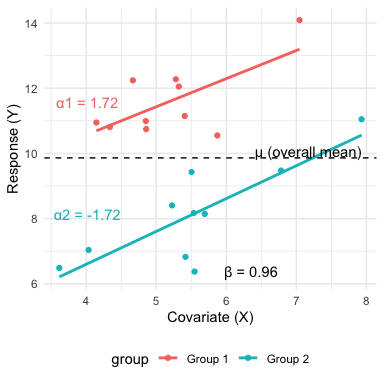 14
α1 = 1.72
12
μ (overall mean)
10
α2 = -1.72
8
β = 0.96
6
4
5
6
7
8
Response (Y)
Covariate (X)
group
Group 1
Group 2